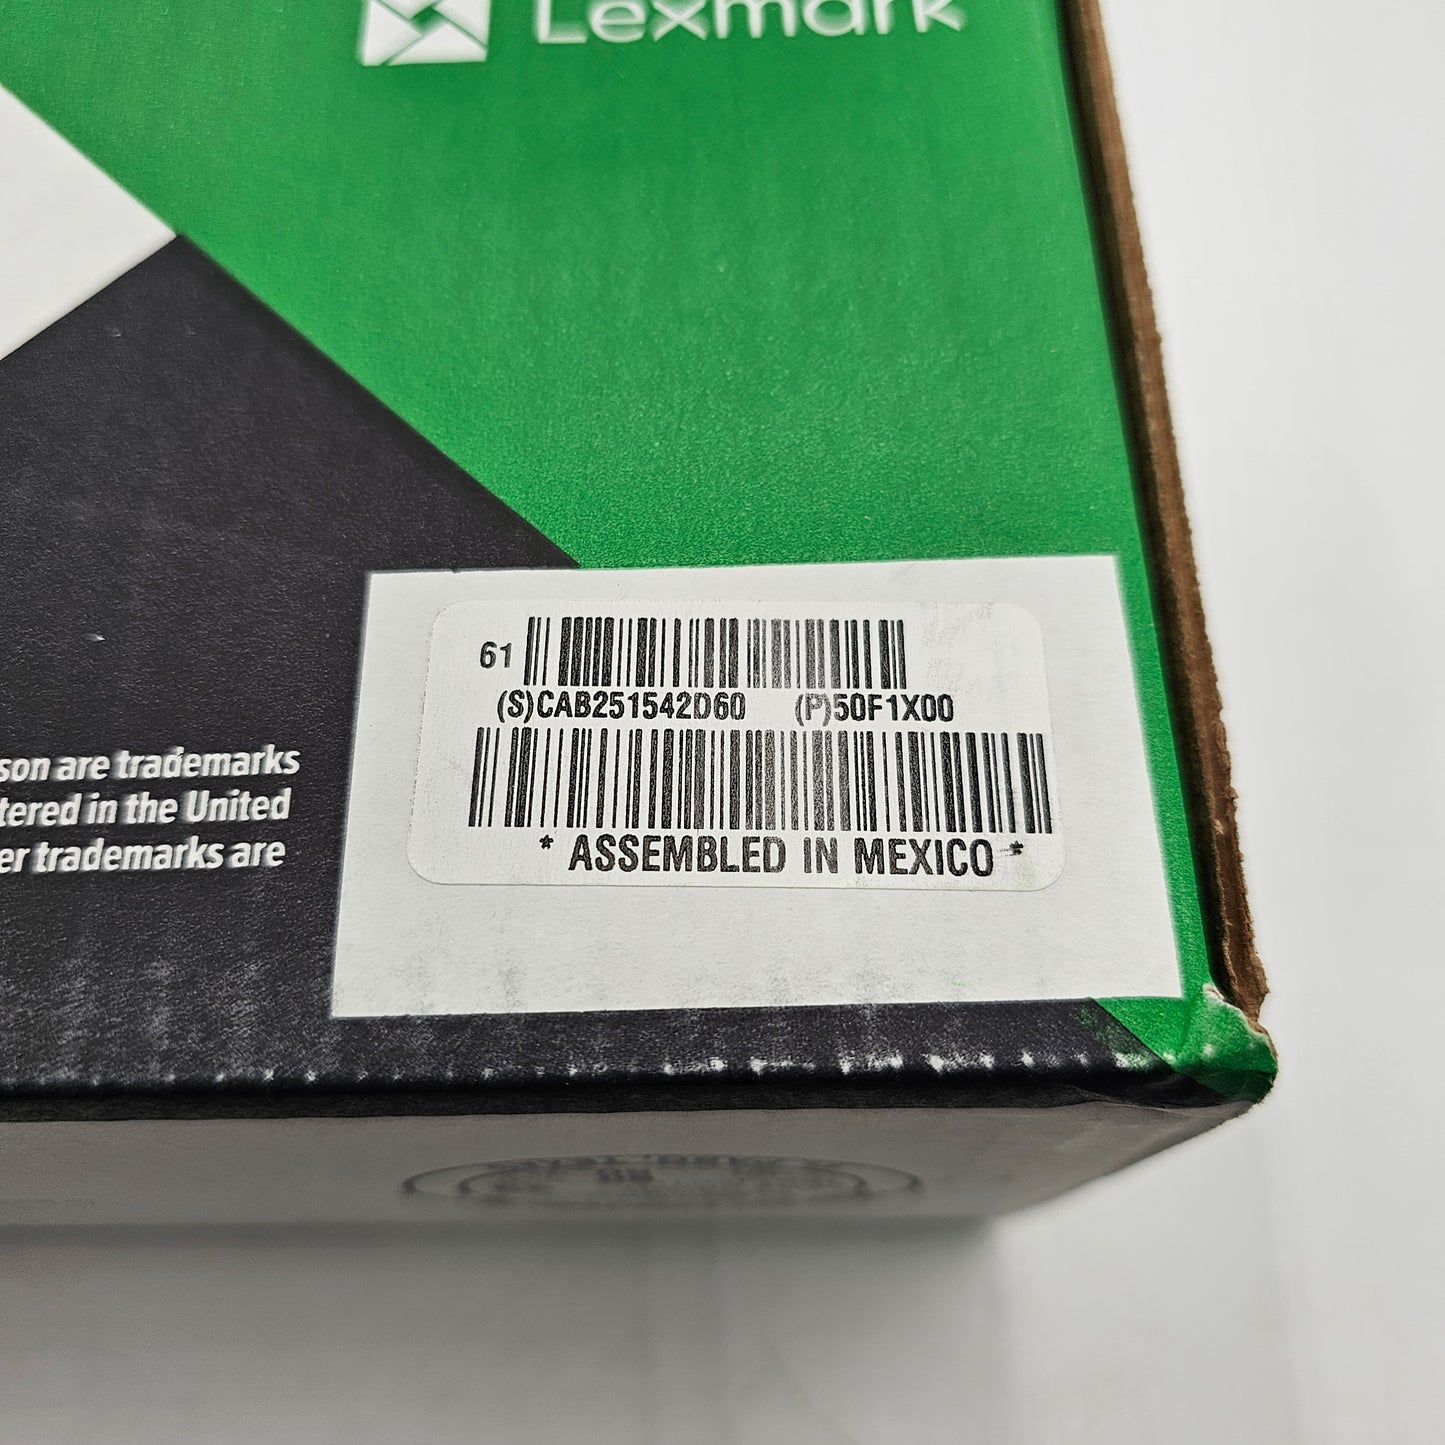 Lexmark
61
(S)CAB251542D60 (P)50F1X00
* ASSEMBLED IN MEXICO *
son are trademarks
tered in the United
er trademarks are